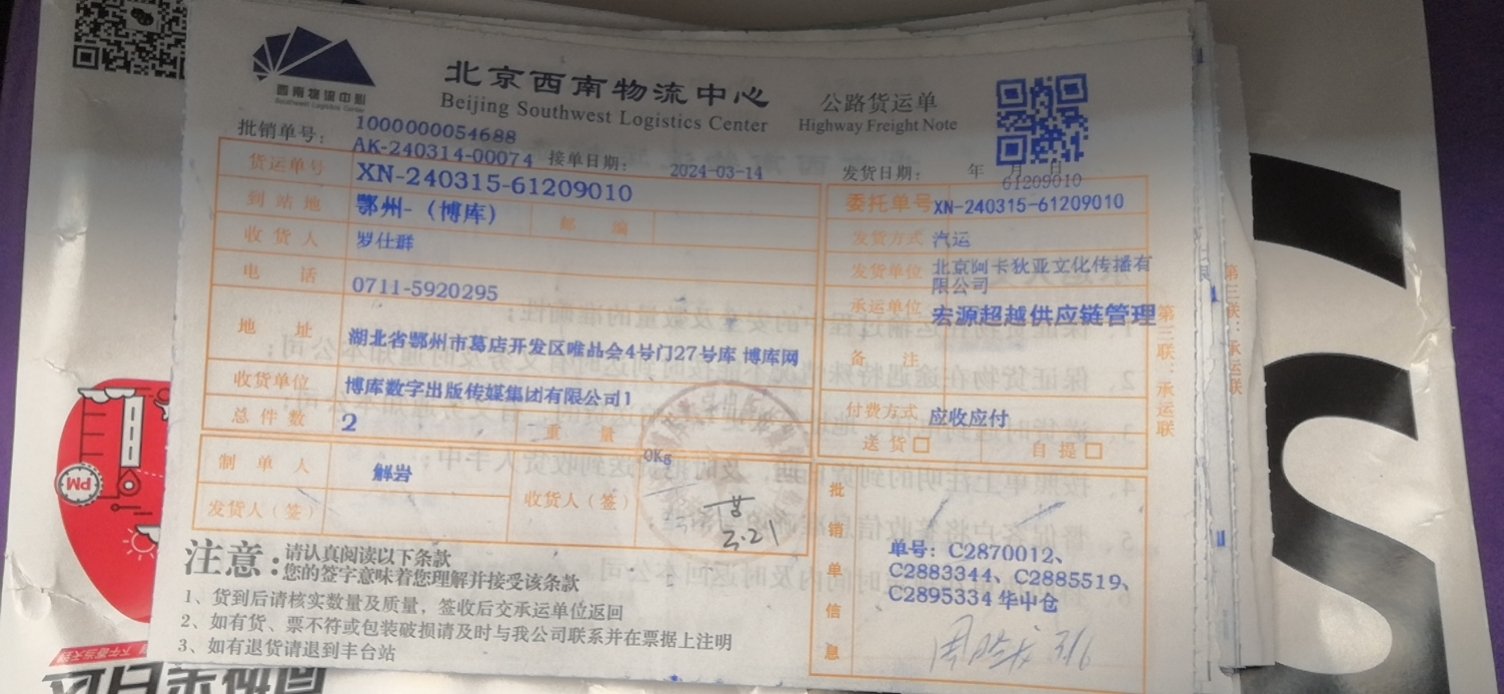 西南物流中心
Southwest Logistics Center
北京西南物流中心
Beijing Southwest Logistics Center
公路货运单
Highway Freight Note
批销单号: 1000000054688
AK-240314-00074 接单日期: 2024-03-14
发货日期: 年 月 日
61209010
货运单号 XN-240315-61209010
委托单号 XN-240315-61209010
到站地 鄂州-（博库） 邮 编
发货方式 汽运
收货人 罗仕群
发货单位 北京阿卡狄亚文化传播有
限公司
电 话 0711-5920295
承运单位 宏源超越供应链管理
地 址 湖北省鄂州市葛店开发区唯品会4号门27号库 博库网
备 注
收货单位 博库数字出版传媒集团有限公司1
付费方式 应收应付
总件数 2 重 量 0Kg
送货□ 自提□
制单人 解岩
收货人（签）
3.21
发货人（签）
批销单信息
单号: C2870012、
C2883344、C2885519、
C2895334 华中仓
第三联:承运联
第三联:承运联
注意: 请认真阅读以下条款
您的签字意味着您理解并接受该条款
1、货到后请核实数量及质量，签收后交承运单位返回
2、如有货、票不符或包装破损请及时与我公司联系并在票据上注明
3、如有退货请退到丰台站
PM